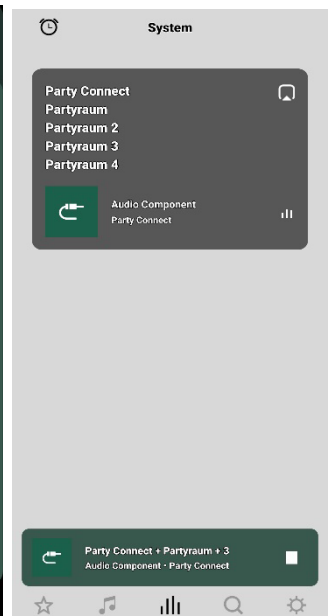 System
Party Connect
Partyraum
Partyraum 2
Partyraum 3
Partyraum 4
Audio Component
Party Connect
Party Connect + Partyraum + 3
Audio Component • Party Connect